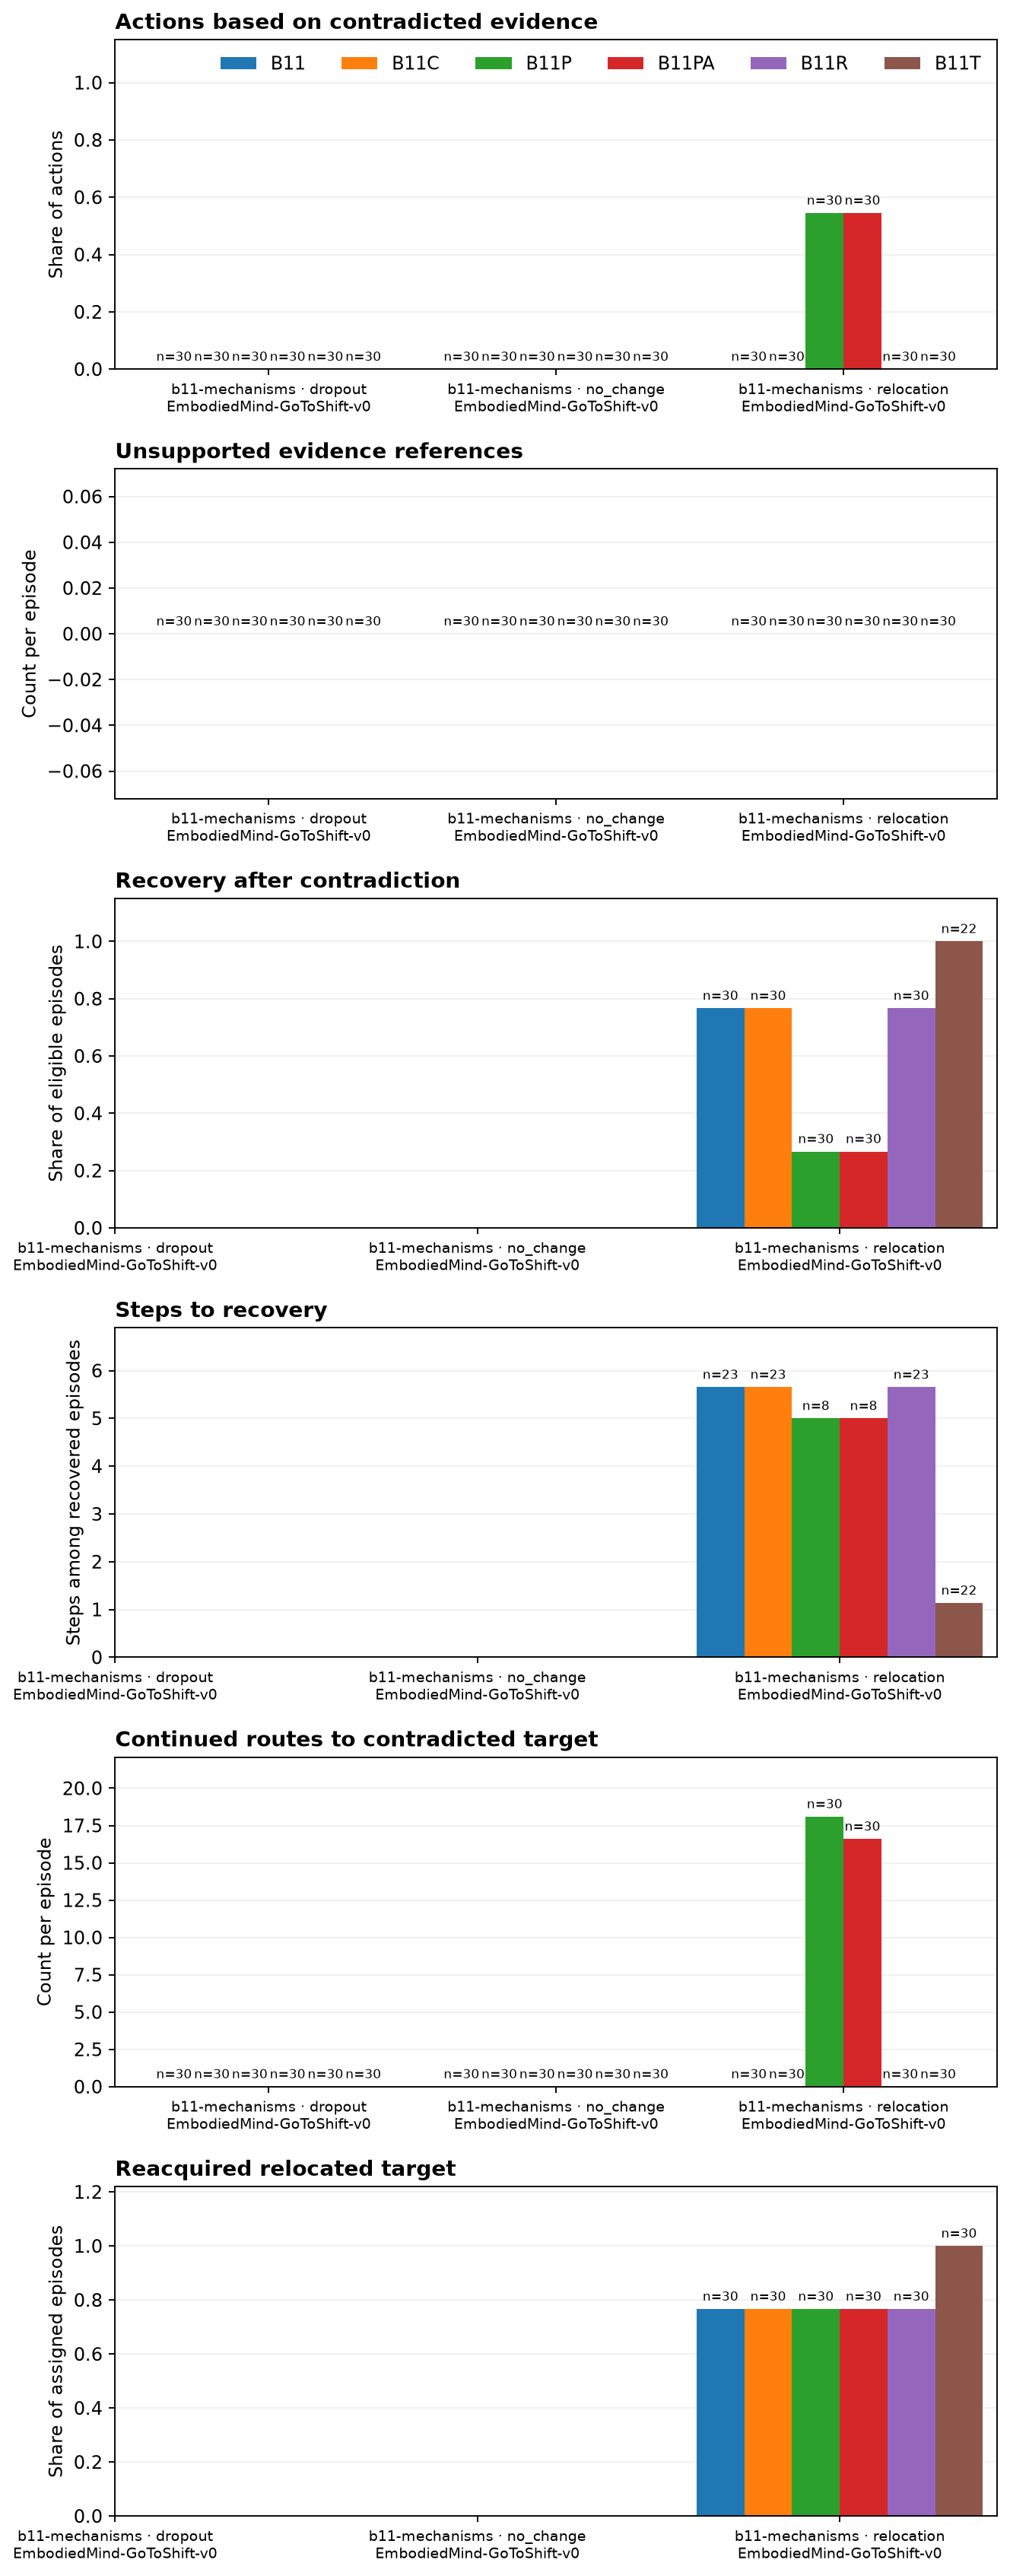 Actions based on contradicted evidence
B11 B11C B11P B11PA B11R B11T
Share of actions
1.0
0.8
0.6
0.4
0.2
0.0
n=30 n=30
n=30 n=30 n=30 n=30 n=30 n=30 n=30 n=30 n=30 n=30 n=30 n=30 n=30 n=30 n=30 n=30
b11-mechanisms · dropout b11-mechanisms · no_change b11-mechanisms · relocation
EmbodiedMind-GoToShift-v0 EmbodiedMind-GoToShift-v0 EmbodiedMind-GoToShift-v0
Unsupported evidence references
Count per episode
0.06
0.04
0.02
0.00
−0.02
−0.04
−0.06
n=30 n=30 n=30 n=30 n=30 n=30 n=30 n=30 n=30 n=30 n=30 n=30 n=30 n=30 n=30 n=30 n=30 n=30
b11-mechanisms · dropout b11-mechanisms · no_change b11-mechanisms · relocation
EmbodiedMind-GoToShift-v0 EmbodiedMind-GoToShift-v0 EmbodiedMind-GoToShift-v0
Recovery after contradiction
Share of eligible episodes
1.0
0.8
0.6
0.4
0.2
0.0
n=30 n=30 n=30 n=30 n=30 n=22
b11-mechanisms · dropout b11-mechanisms · no_change b11-mechanisms · relocation
EmbodiedMind-GoToShift-v0 EmbodiedMind-GoToShift-v0 EmbodiedMind-GoToShift-v0
Steps to recovery
Steps among recovered episodes
6
5
4
3
2
1
0
n=23 n=23 n=8 n=8 n=23 n=22
b11-mechanisms · dropout b11-mechanisms · no_change b11-mechanisms · relocation
EmbodiedMind-GoToShift-v0 EmbodiedMind-GoToShift-v0 EmbodiedMind-GoToShift-v0
Continued routes to contradicted target
Count per episode
20.0
17.5
15.0
12.5
10.0
7.5
5.0
2.5
0.0
n=30
n=30
n=30 n=30 n=30 n=30 n=30 n=30 n=30 n=30 n=30 n=30 n=30 n=30 n=30 n=30 n=30 n=30
b11-mechanisms · dropout b11-mechanisms · no_change b11-mechanisms · relocation
EmbodiedMind-GoToShift-v0 EmbodiedMind-GoToShift-v0 EmbodiedMind-GoToShift-v0
Reacquired relocated target
Share of assigned episodes
1.2
1.0
0.8
0.6
0.4
0.2
0.0
n=30 n=30 n=30 n=30 n=30 n=30
b11-mechanisms · dropout b11-mechanisms · no_change b11-mechanisms · relocation
EmbodiedMind-GoToShift-v0 EmbodiedMind-GoToShift-v0 EmbodiedMind-GoToShift-v0